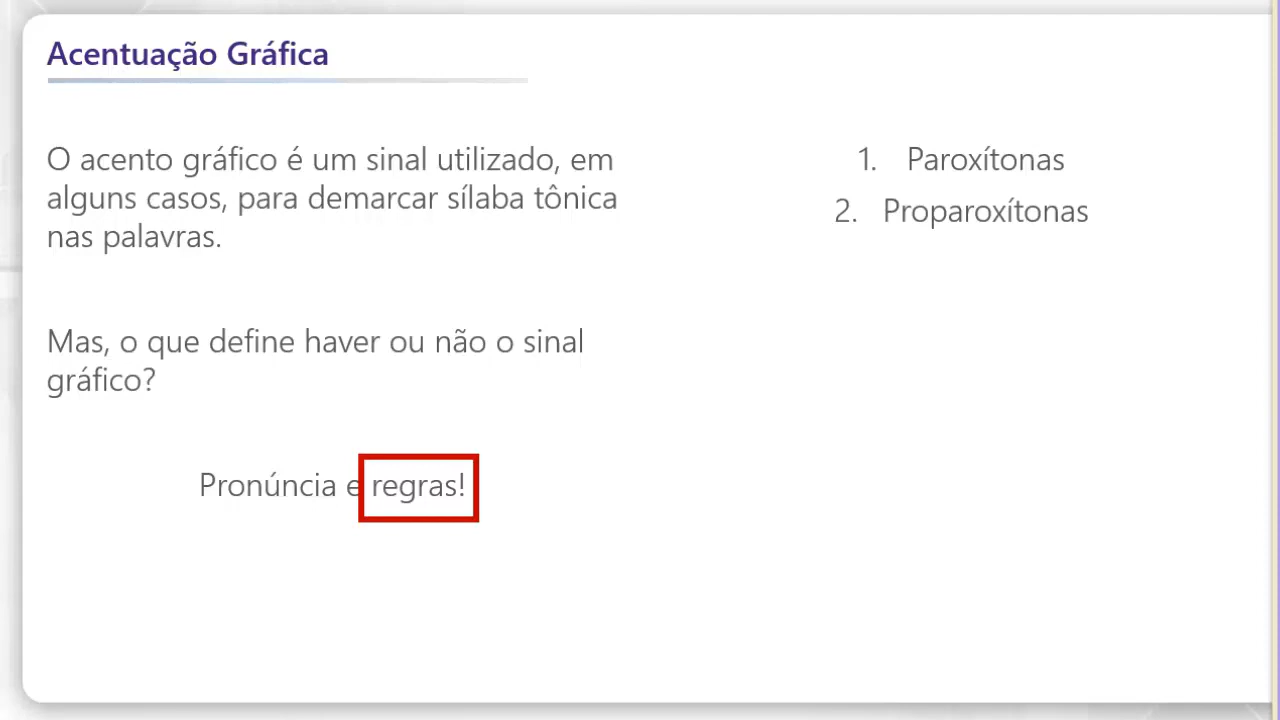 Acentuação Gráfica
O acento gráfico é um sinal utilizado, em
alguns casos, para demarcar sílaba tônica
nas palavras.
Mas, o que define haver ou não o sinal
gráfico?
Pronúncia e regras!
1. Paroxítonas
2. Proparoxítonas